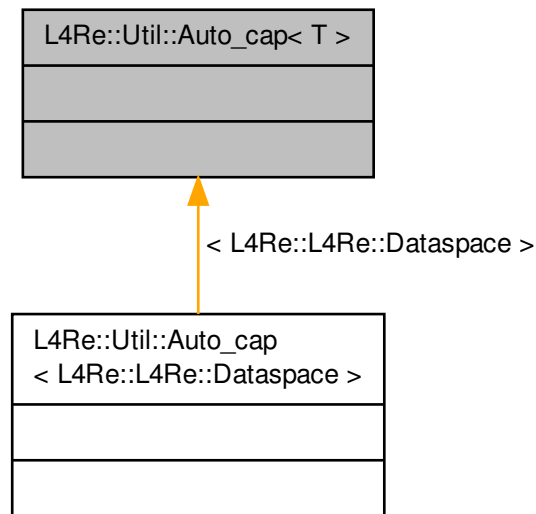 L4Re::Util::Auto_cap< T >
< L4Re::L4Re::Dataspace >
L4Re::Util::Auto_cap
< L4Re::L4Re::Dataspace >